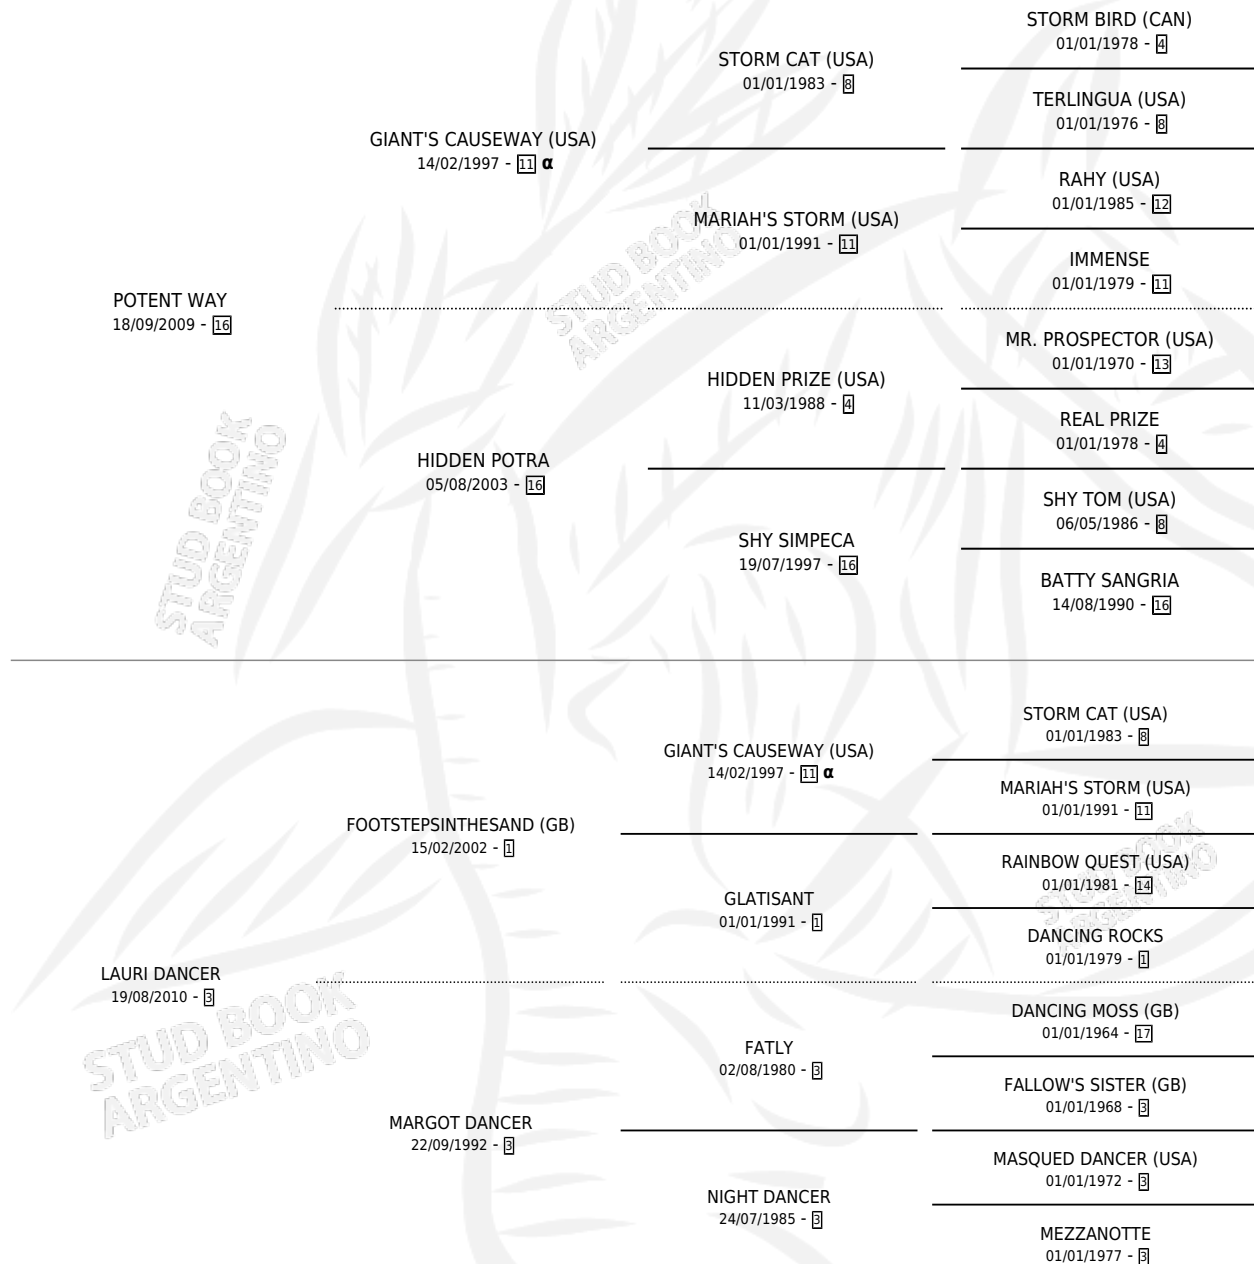 STORM BIRD (CAN)
01/01/1978 - 4
STORM CAT (USA)
01/01/1983 - 8
TERLINGUA (USA)
01/01/1976 - 8
GIANT'S CAUSEWAY (USA)
14/02/1997 - 11 α
RAHY (USA)
01/01/1985 - 12
MARIAH'S STORM (USA)
01/01/1991 - 11
IMMENSE
01/01/1979 - 11
POTENT WAY
18/09/2009 - 16
MR. PROSPECTOR (USA)
01/01/1970 - 13
HIDDEN PRIZE (USA)
11/03/1988 - 4
REAL PRIZE
01/01/1978 - 4
HIDDEN POTRA
05/08/2003 - 16
SHY TOM (USA)
06/05/1986 - 8
SHY SIMPECA
19/07/1997 - 16
BATTY SANGRIA
14/08/1990 - 16
STORM CAT (USA)
01/01/1983 - 8
GIANT'S CAUSEWAY (USA)
14/02/1997 - 11 α
MARIAH'S STORM (USA)
01/01/1991 - 11
FOOTSTEPSINTHESAND (GB)
15/02/2002 - 1
RAINBOW QUEST (USA)
01/01/1981 - 14
GLATISANT
01/01/1991 - 1
DANCING ROCKS
01/01/1979 - 1
LAURI DANCER
19/08/2010 - 3
DANCING MOSS (GB)
01/01/1964 - 17
FATLY
02/08/1980 - 3
FALLOW'S SISTER (GB)
01/01/1968 - 3
MARGOT DANCER
22/09/1992 - 3
MASQUED DANCER (USA)
01/01/1972 - 3
NIGHT DANCER
24/07/1985 - 3
MEZZANOTTE
01/01/1977 - 3
STUD BOOK
ARGENTINO
STUD BOOK
ARGENTINO
STUD BOOK
ARGENTINO
STUD BOOK
ARGENTINO